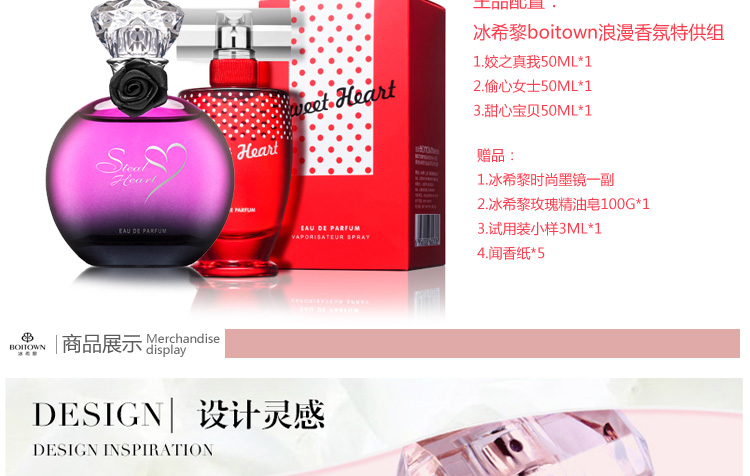 主品配置：
冰希黎boitown浪漫香氛特供组
1.姣之真我50ML*1
2.偷心女士50ML*1
3.甜心宝贝50ML*1
赠品：
1.冰希黎时尚墨镜一副
2.冰希黎玫瑰精油皂100G*1
3.试用装小样3ML*1
4.闻香纸*5
Steal
Heart
EAU DE PARFUM
Sweet Heart
Heart
PARFUM
EAU DE PARFUM
VAPORISATEUR SPRAY
BOITOWN
冰希黎
商品展示
Merchandise
display
DESIGN| 设计灵感
DESIGN INSPIRATION